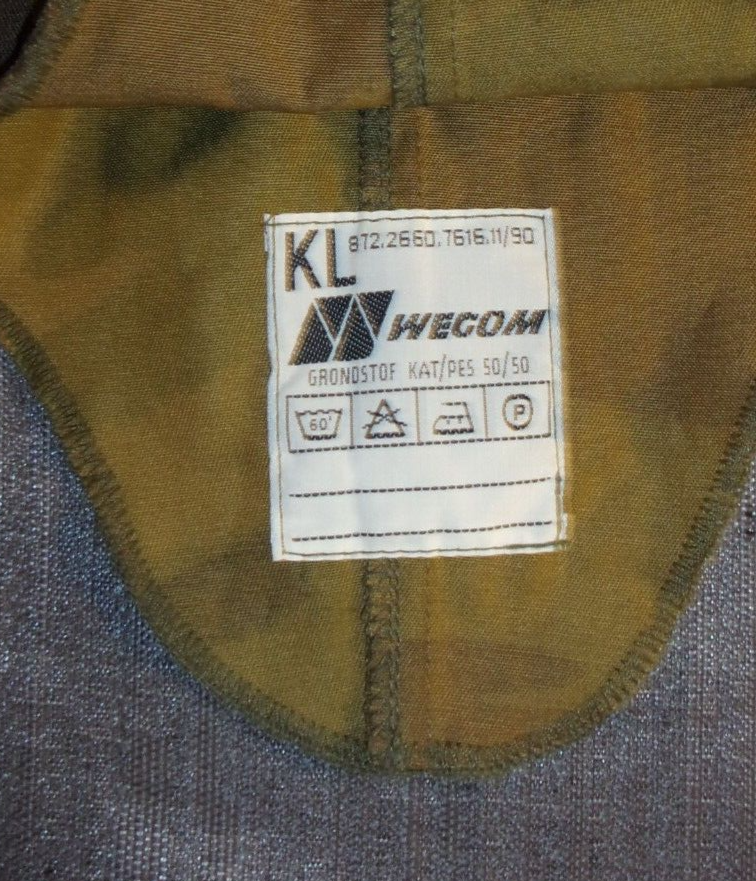 KL 872.2660.7616.11/90
WEGOM
GRONDSTOF KAT/PES 50/50
60° P